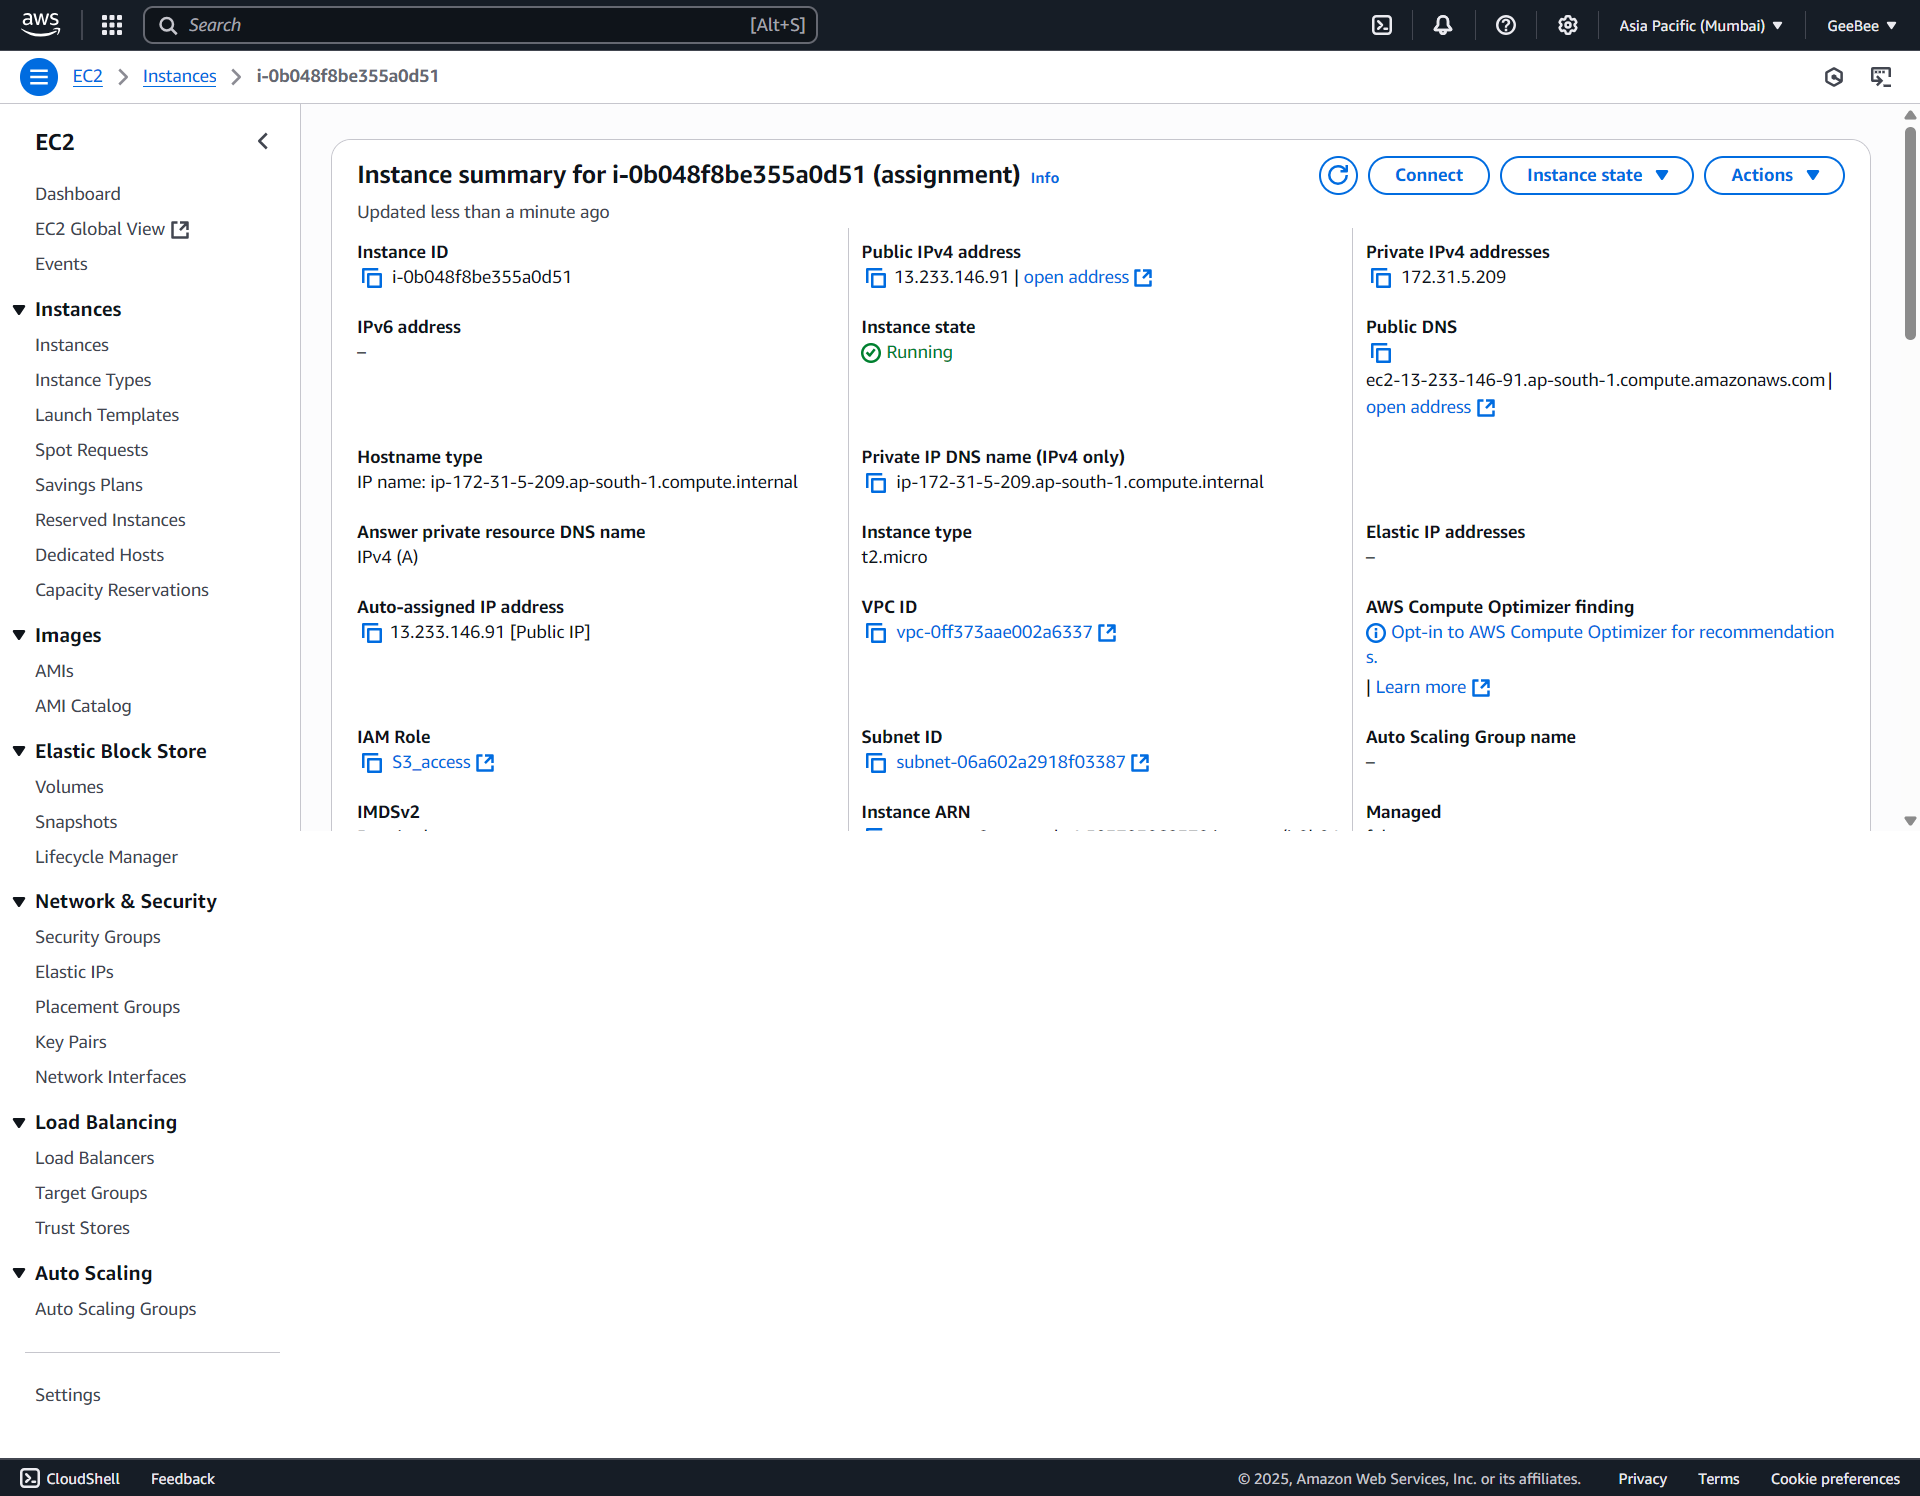 aws
Search [Alt+S]
Asia Pacific (Mumbai)
GeeBee
EC2 > Instances > i-0b048f8be355a0d51
EC2
Dashboard
EC2 Global View
Events
Instances
Instances
Instance Types
Launch Templates
Spot Requests
Savings Plans
Reserved Instances
Dedicated Hosts
Capacity Reservations
Images
AMIs
AMI Catalog
Elastic Block Store
Volumes
Snapshots
Lifecycle Manager
Network & Security
Security Groups
Elastic IPs
Placement Groups
Key Pairs
Network Interfaces
Load Balancing
Load Balancers
Target Groups
Trust Stores
Auto Scaling
Auto Scaling Groups
Settings
Instance summary for i-0b048f8be355a0d51 (assignment) Info
Connect
Instance state
Actions
Updated less than a minute ago
Instance ID
i-0b048f8be355a0d51
Public IPv4 address
13.233.146.91 | open address
Private IPv4 addresses
172.31.5.209
IPv6 address
–
Instance state
Running
Public DNS
ec2-13-233-146-91.ap-south-1.compute.amazonaws.com |
open address
Hostname type
IP name: ip-172-31-5-209.ap-south-1.compute.internal
Private IP DNS name (IPv4 only)
ip-172-31-5-209.ap-south-1.compute.internal
Answer private resource DNS name
IPv4 (A)
Instance type
t2.micro
Elastic IP addresses
–
Auto-assigned IP address
13.233.146.91 [Public IP]
VPC ID
vpc-0ff373aae002a6337
AWS Compute Optimizer finding
Opt-in to AWS Compute Optimizer for recommendation
s.
| Learn more
IAM Role
S3_access
Subnet ID
subnet-06a602a2918f03387
Auto Scaling Group name
–
IMDSv2
Instance ARN
Managed
CloudShell
Feedback
© 2025, Amazon Web Services, Inc. or its affiliates.
Privacy
Terms
Cookie preferences